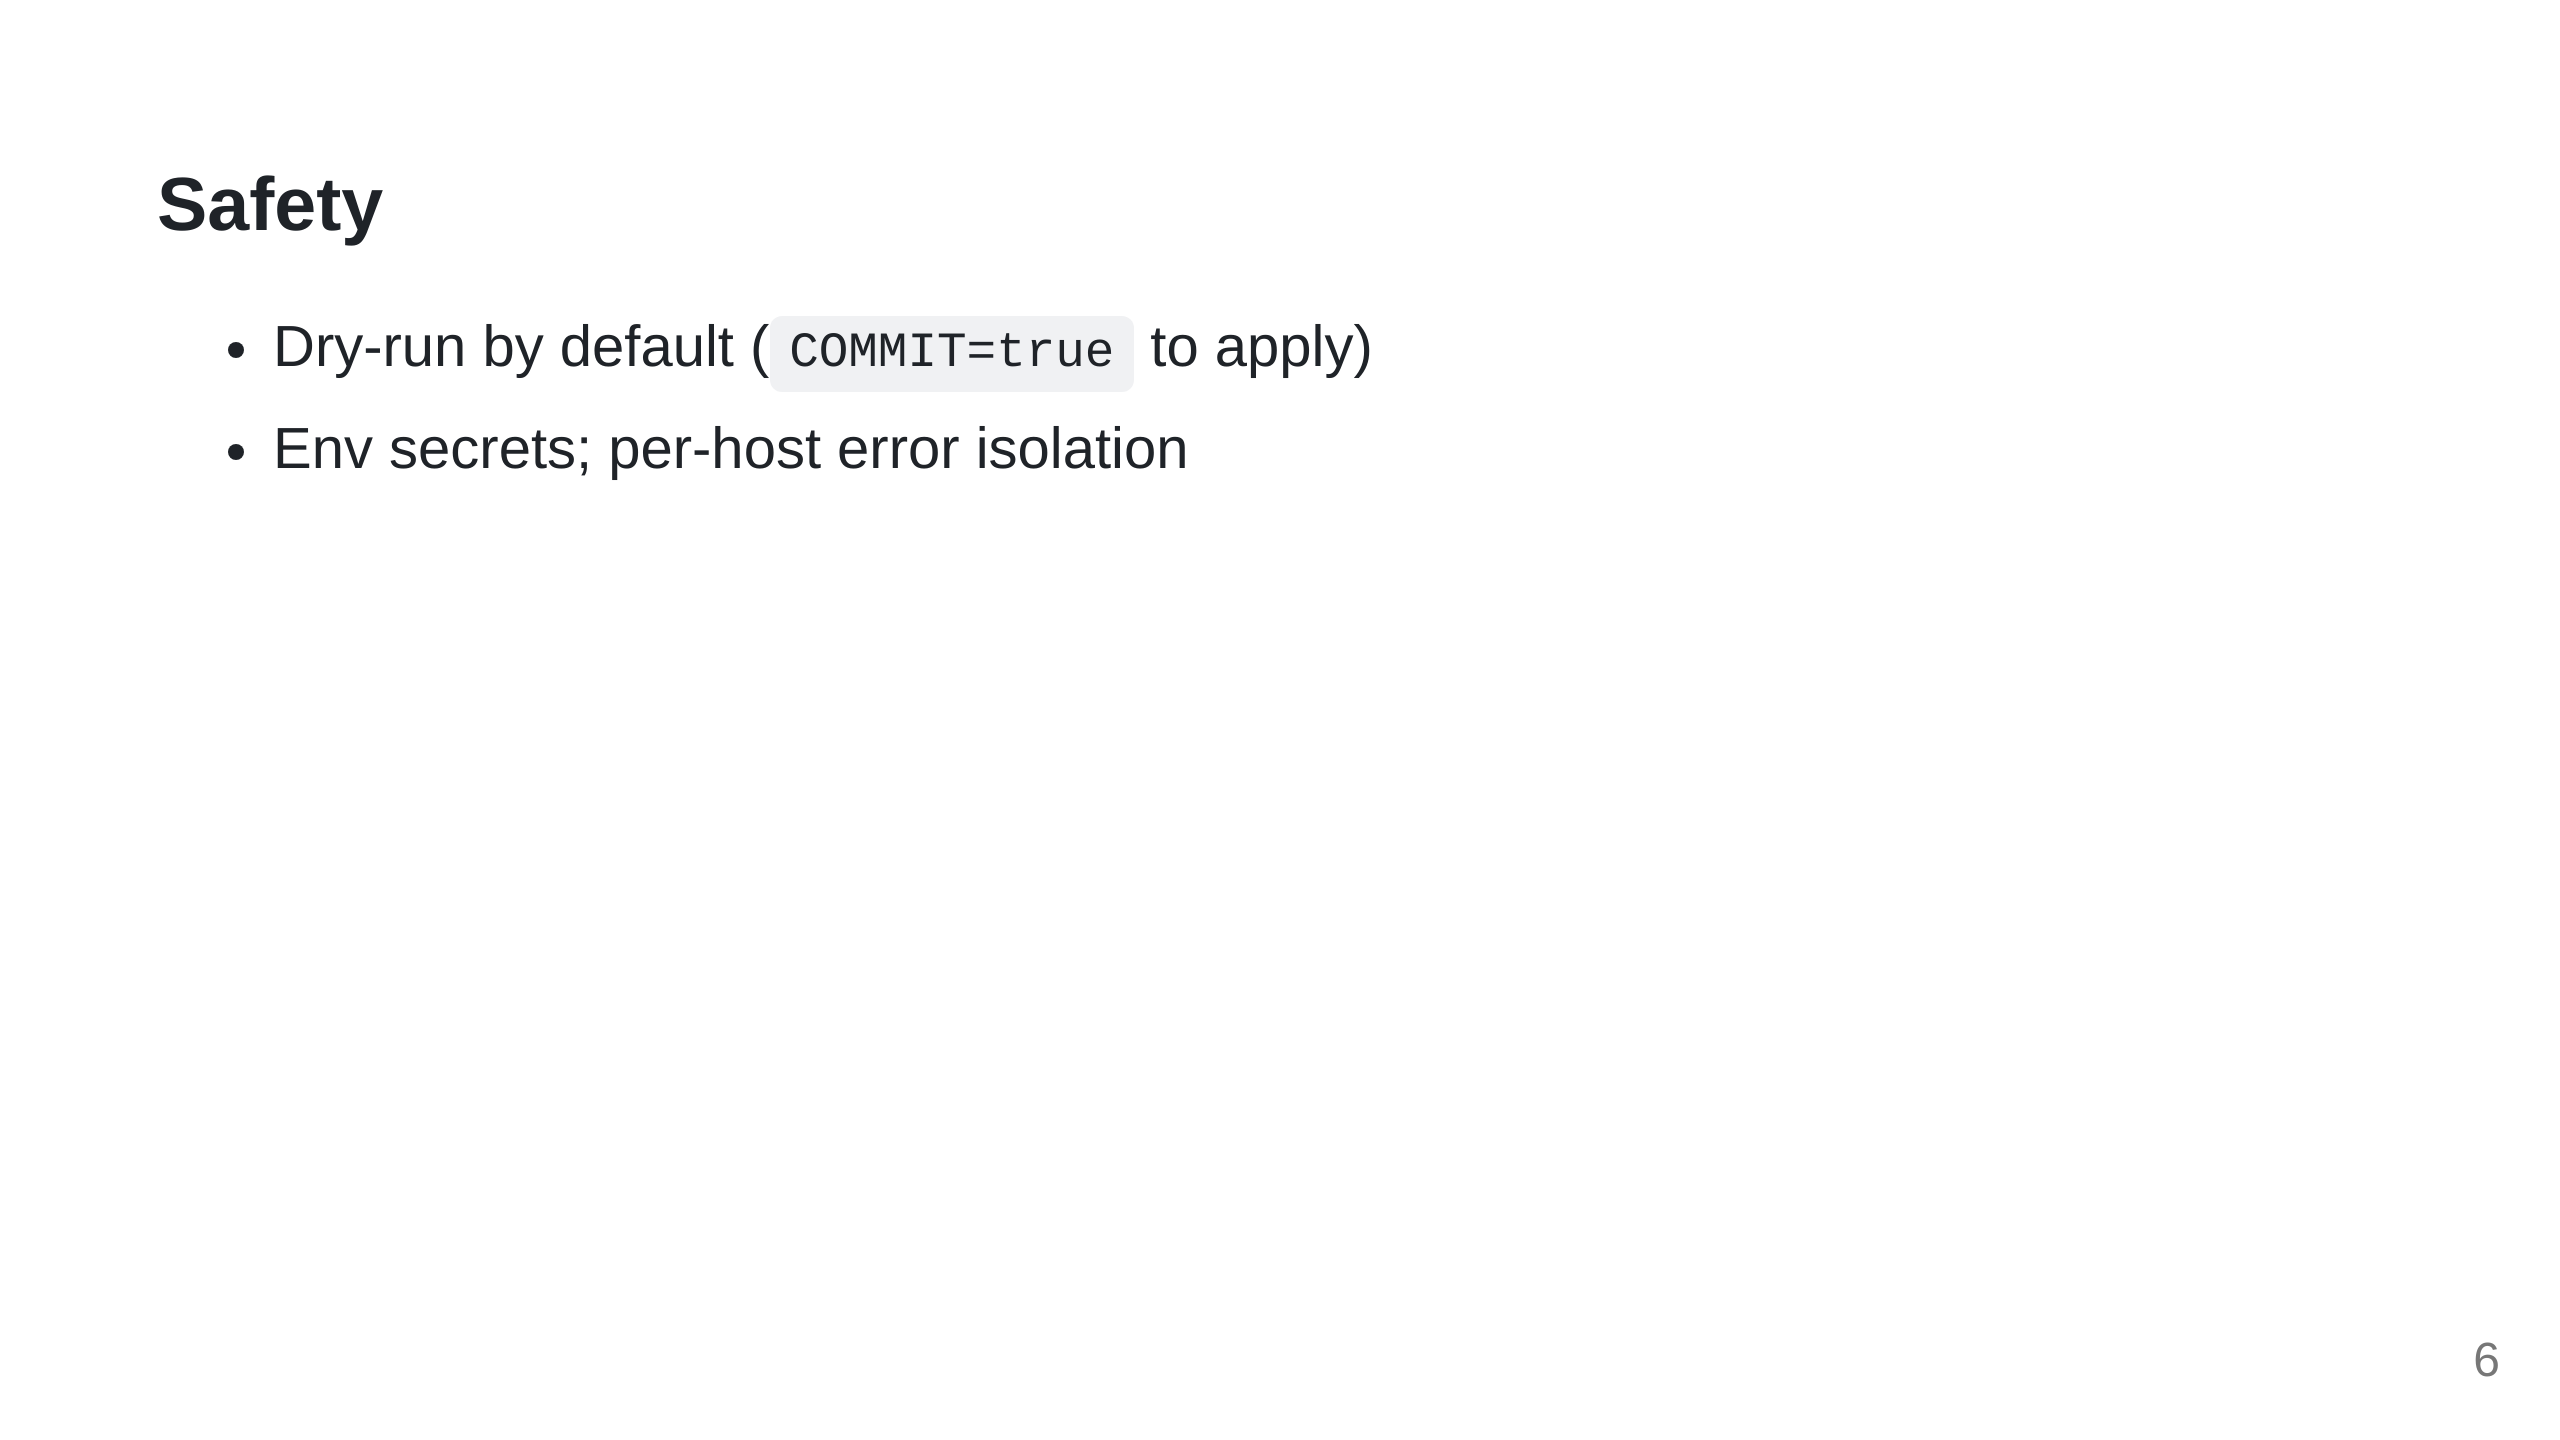 Safety
• Dry-run by default (COMMIT=true to apply)
• Env secrets; per-host error isolation
6